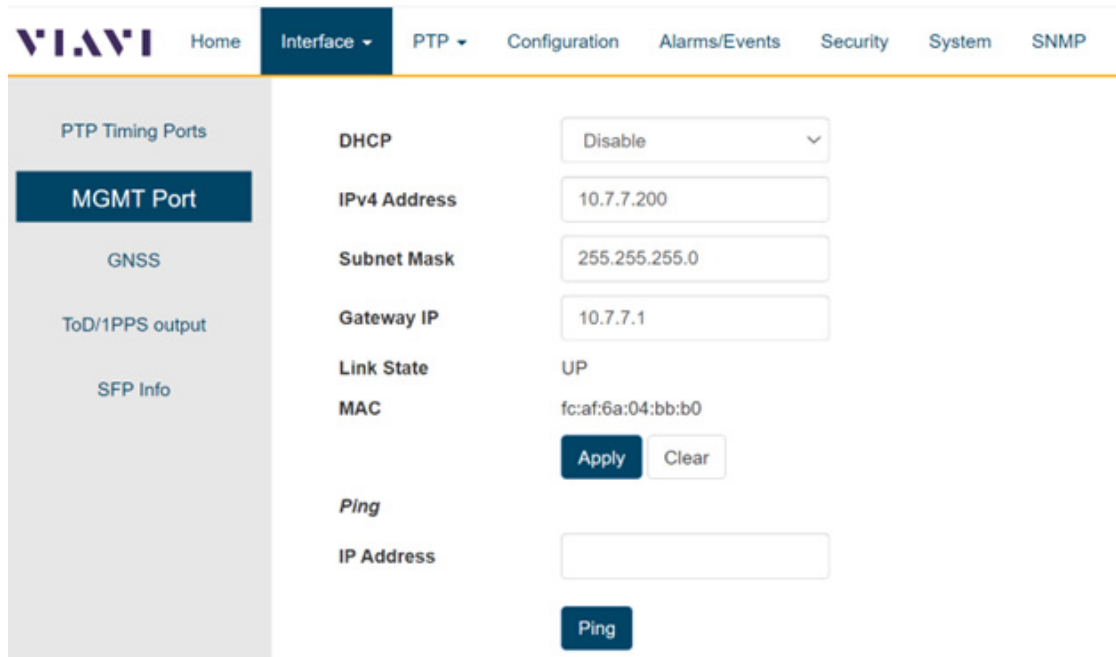 VIAVI Home Interface PTP Configuration Alarms/Events Security System SNMP
PTP Timing Ports
MGMT Port
GNSS
ToD/1PPS output
SFP Info
DHCP Disable
IPv4 Address 10.7.7.200
Subnet Mask 255.255.255.0
Gateway IP 10.7.7.1
Link State UP
MAC fc:af:6a:04:bb:b0
Apply Clear
Ping
IP Address
Ping